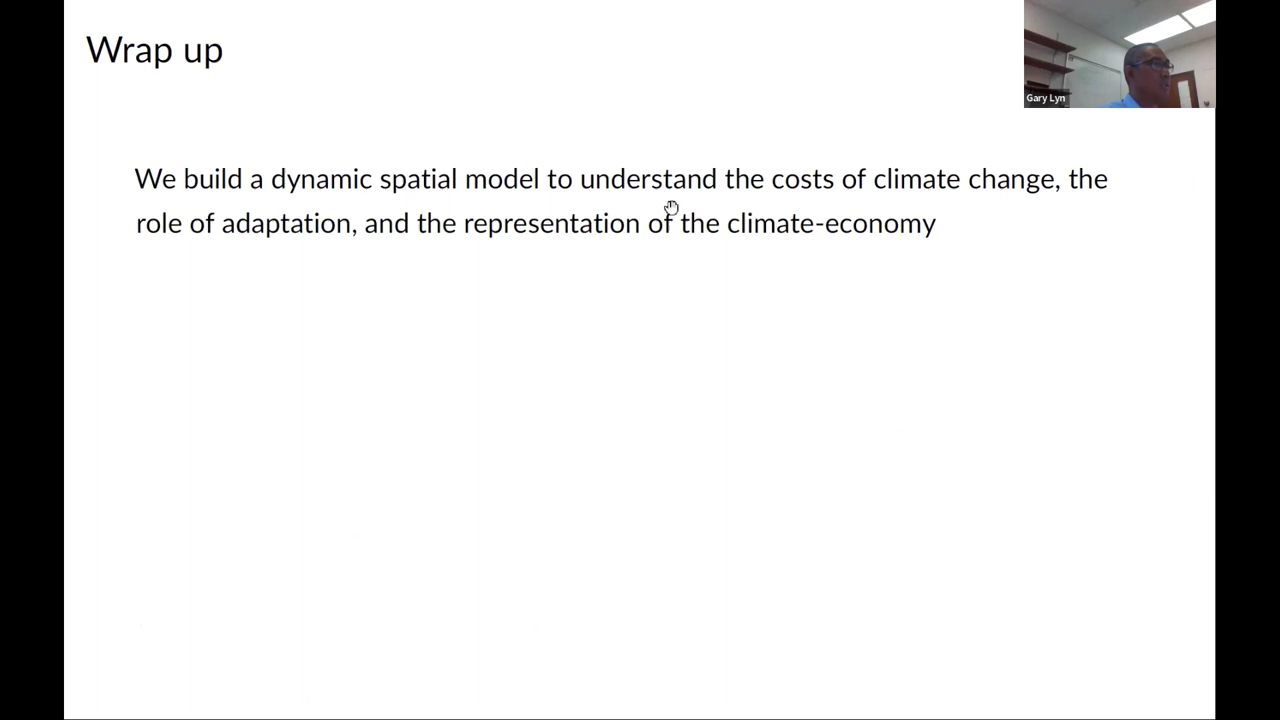 Wrap up
Gary Lyn
We build a dynamic spatial model to understand the costs of climate change, the
role of adaptation, and the representation of the climate-economy